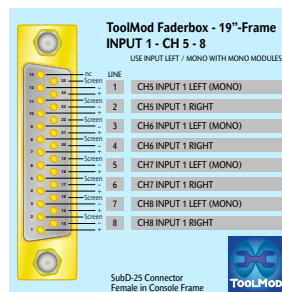 ToolMod Faderbox - 19"-Frame
INPUT 1 - CH 5 - 8
USE INPUT LEFT / MONO WITH MONO MODULES
LINE
nc
Screen
1 CH5 INPUT 1 LEFT (MONO)
2 CH5 INPUT 1 RIGHT
3 CH6 INPUT 1 LEFT (MONO)
4 CH6 INPUT 1 RIGHT
5 CH7 INPUT 1 LEFT (MONO)
6 CH7 INPUT 1 RIGHT
7 CH8 INPUT 1 LEFT (MONO)
8 CH8 INPUT 1 RIGHT
SubD-25 Connector
Female in Console Frame
TOOLMOD